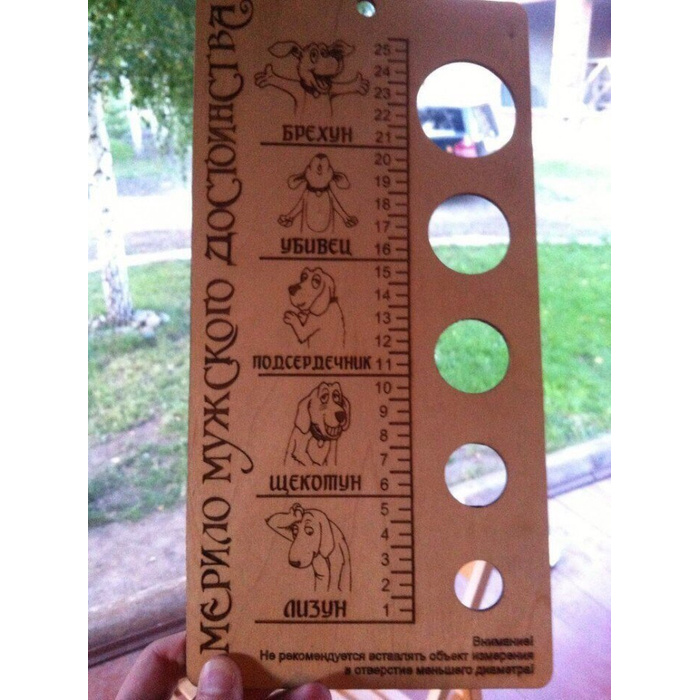 МЕРИЛО МУЖСКОГО ДОСТОИНСТВА
25
24
23
22
БРЕХУН 21
20
19
18
17
УБИВЕЦ 16
15
14
13
12
ПОДСЕРДЕЧНИК 11
10
9
8
7
ЩЕКОТУН 6
5
4
3
2
ЛИЗУН 1
Внимание!
Не рекомендуется вставлять объект измерения
в отверстие меньшего диаметра!